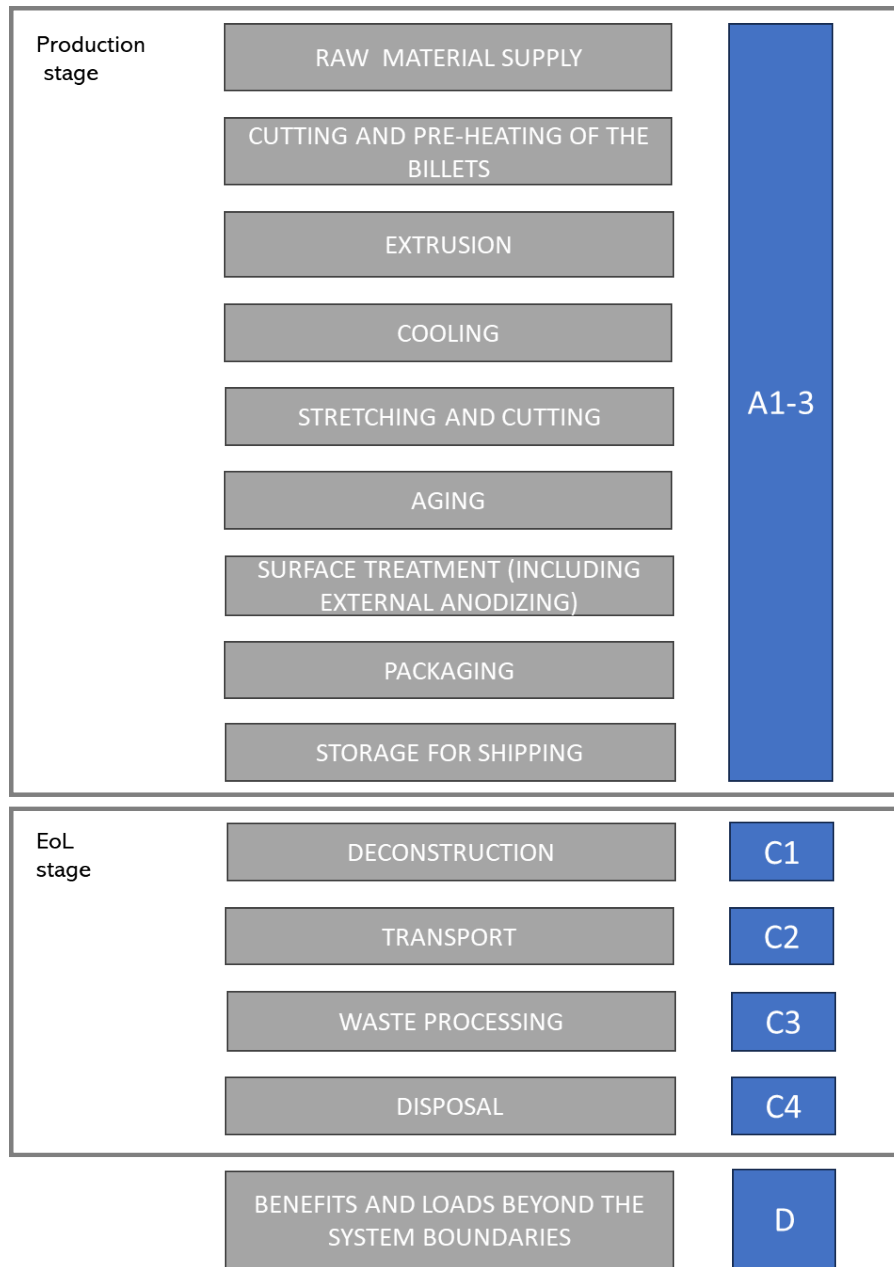 Production
stage
RAW MATERIAL SUPPLY
CUTTING AND PRE-HEATING OF THE
BILLETS
EXTRUSION
COOLING
STRETCHING AND CUTTING
AGING
SURFACE TREATMENT (INCLUDING
EXTERNAL ANODIZING)
PACKAGING
STORAGE FOR SHIPPING
A1-3
EoL
stage
DECONSTRUCTION
C1
TRANSPORT
C2
WASTE PROCESSING
C3
DISPOSAL
C4
BENEFITS AND LOADS BEYOND THE
SYSTEM BOUNDARIES
D